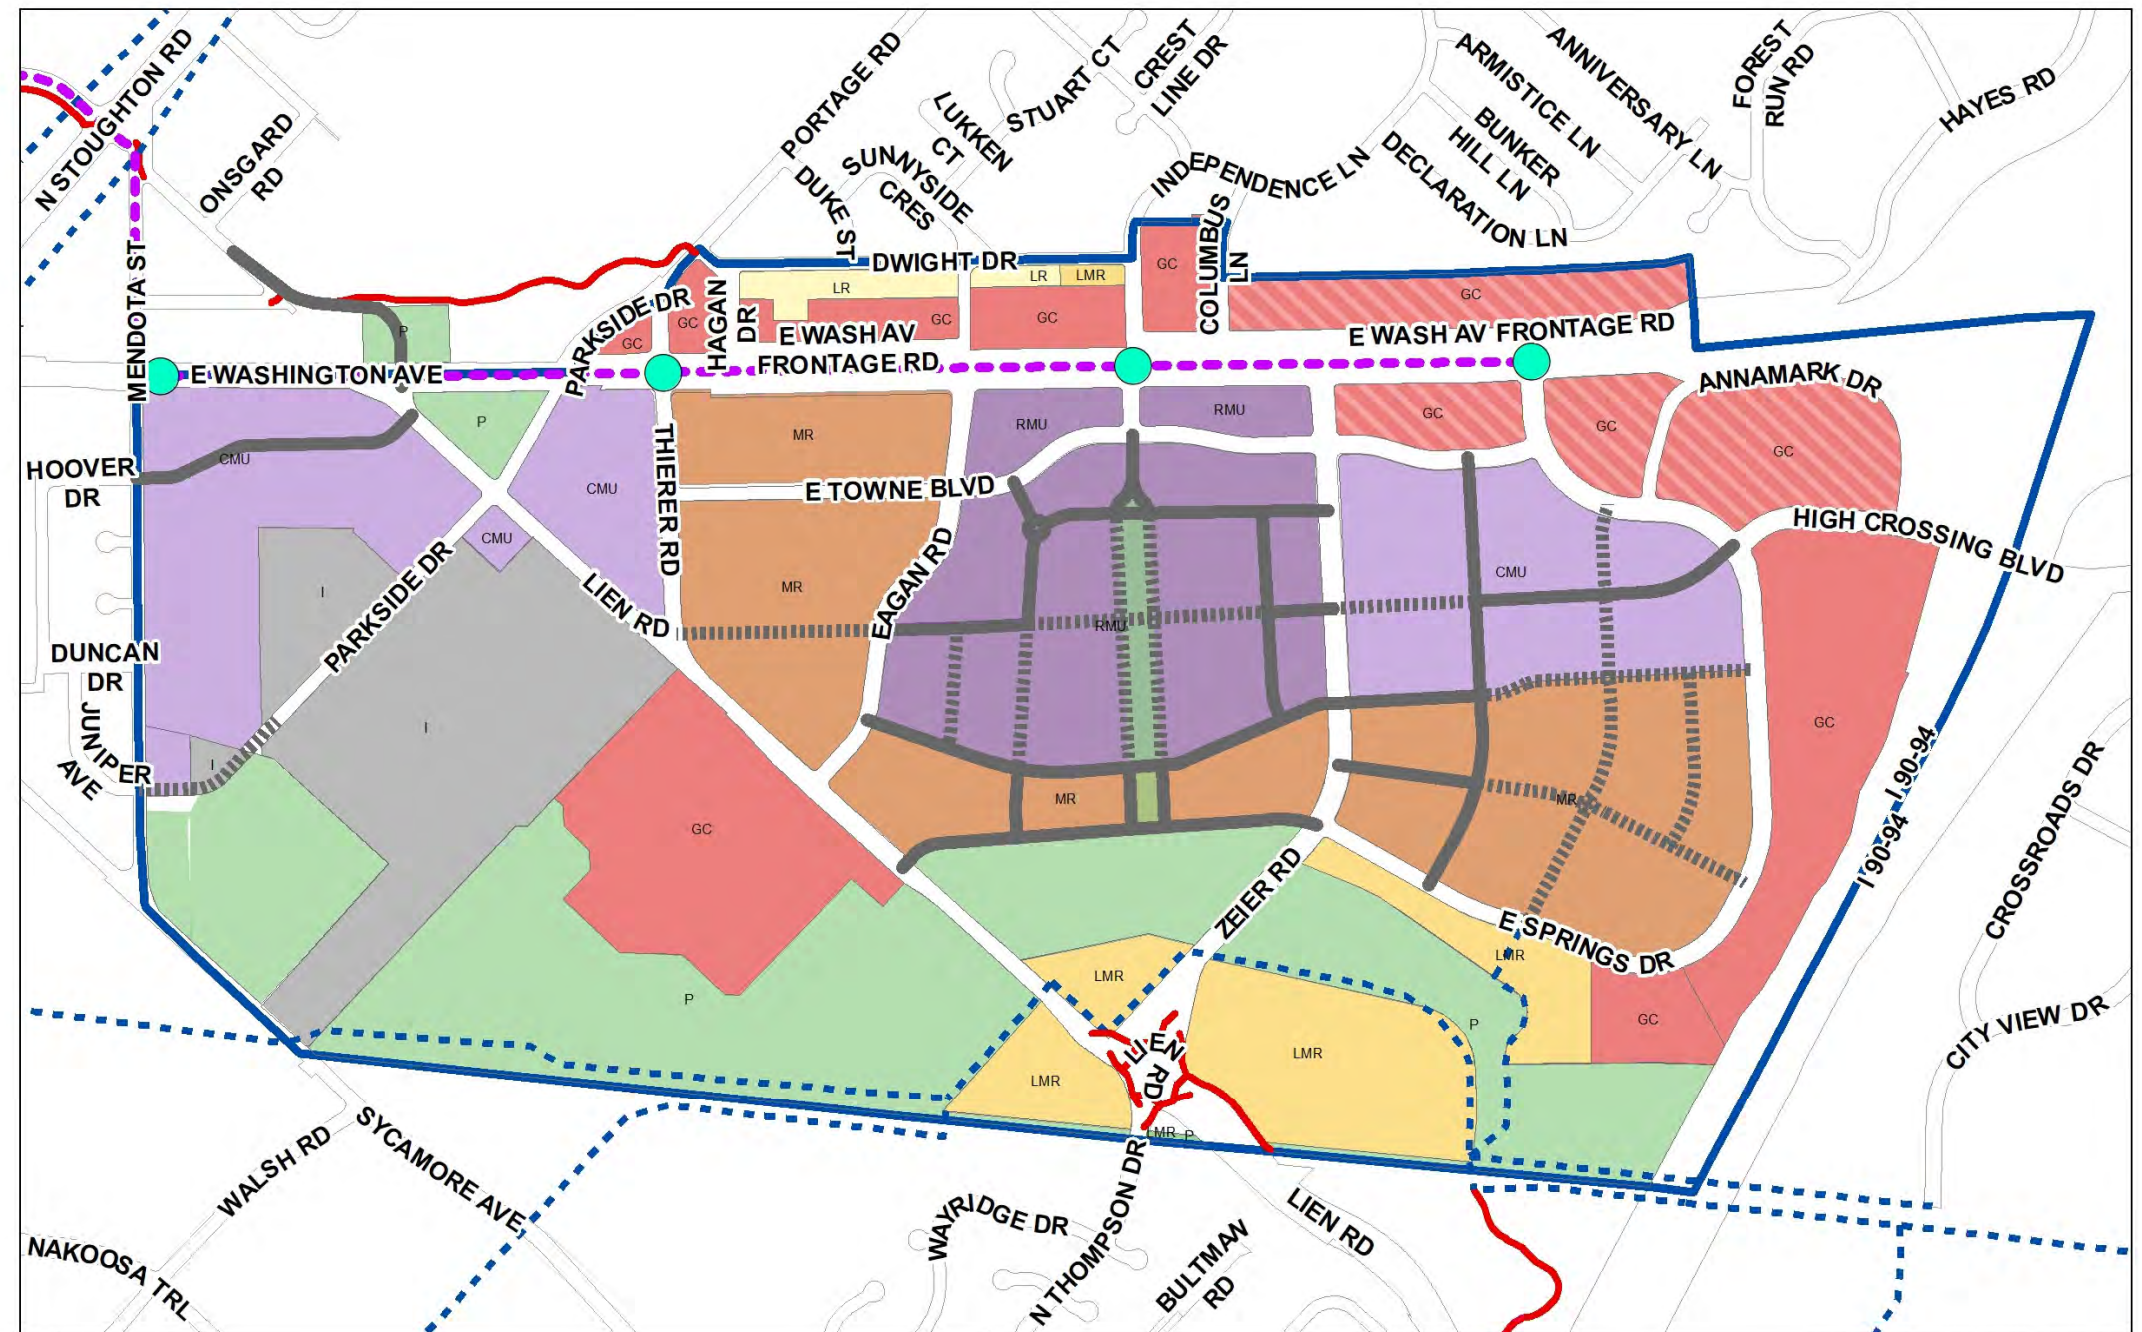 N STOUGHTON RD
ONSGARD
RD
PORTAGE RD
STUART CT
CREST
LINE DR
LUKKEN
CT
SUNNYSIDE
CRES
DUKE ST
INDEPENDENCE LN
ARMISTICE LN
ANNIVERSARY LN
BUNKER
HILL LN
DECLARATION LN
FOREST
RUN RD
HAYES RD
MENDOTA ST
DWIGHT DR
COLUMBUS
LN
GC
LR
LMR
LR
GC
GC
GC
GC
GC
P
PARKSIDE DR
HAGAN
DR
E WASH AV
FRONTAGE RD
E WASH AV FRONTAGE RD
E WASHINGTON AVE
ANNAMARK DR
P
MR
RMU
RMU
GC
GC
GC
HOOVER
DR
CMU
CMU
CMU
THIERER RD
E TOWNE BLVD
HIGH CROSSING BLVD
I
PARKSIDE DR
LIEN RD
MR
EAGAN RD
RMU
CMU
DUNCAN
DR
JUNIPER
AVE
I
I
GC
GC
MR
MR
I 90-94
I 90-94
CROSSROADS DR
ZEIER RD
E SPRINGS DR
LMR
LMR
P
P
GC
LMR
LMR
LIEN
RD
LMR
P
CITY VIEW DR
WALSH RD
SYCAMORE AVE
NAKOOSA TRL
WAYRIDGE DR
N THOMPSON DR
BULTMAN
RD
LIEN RD